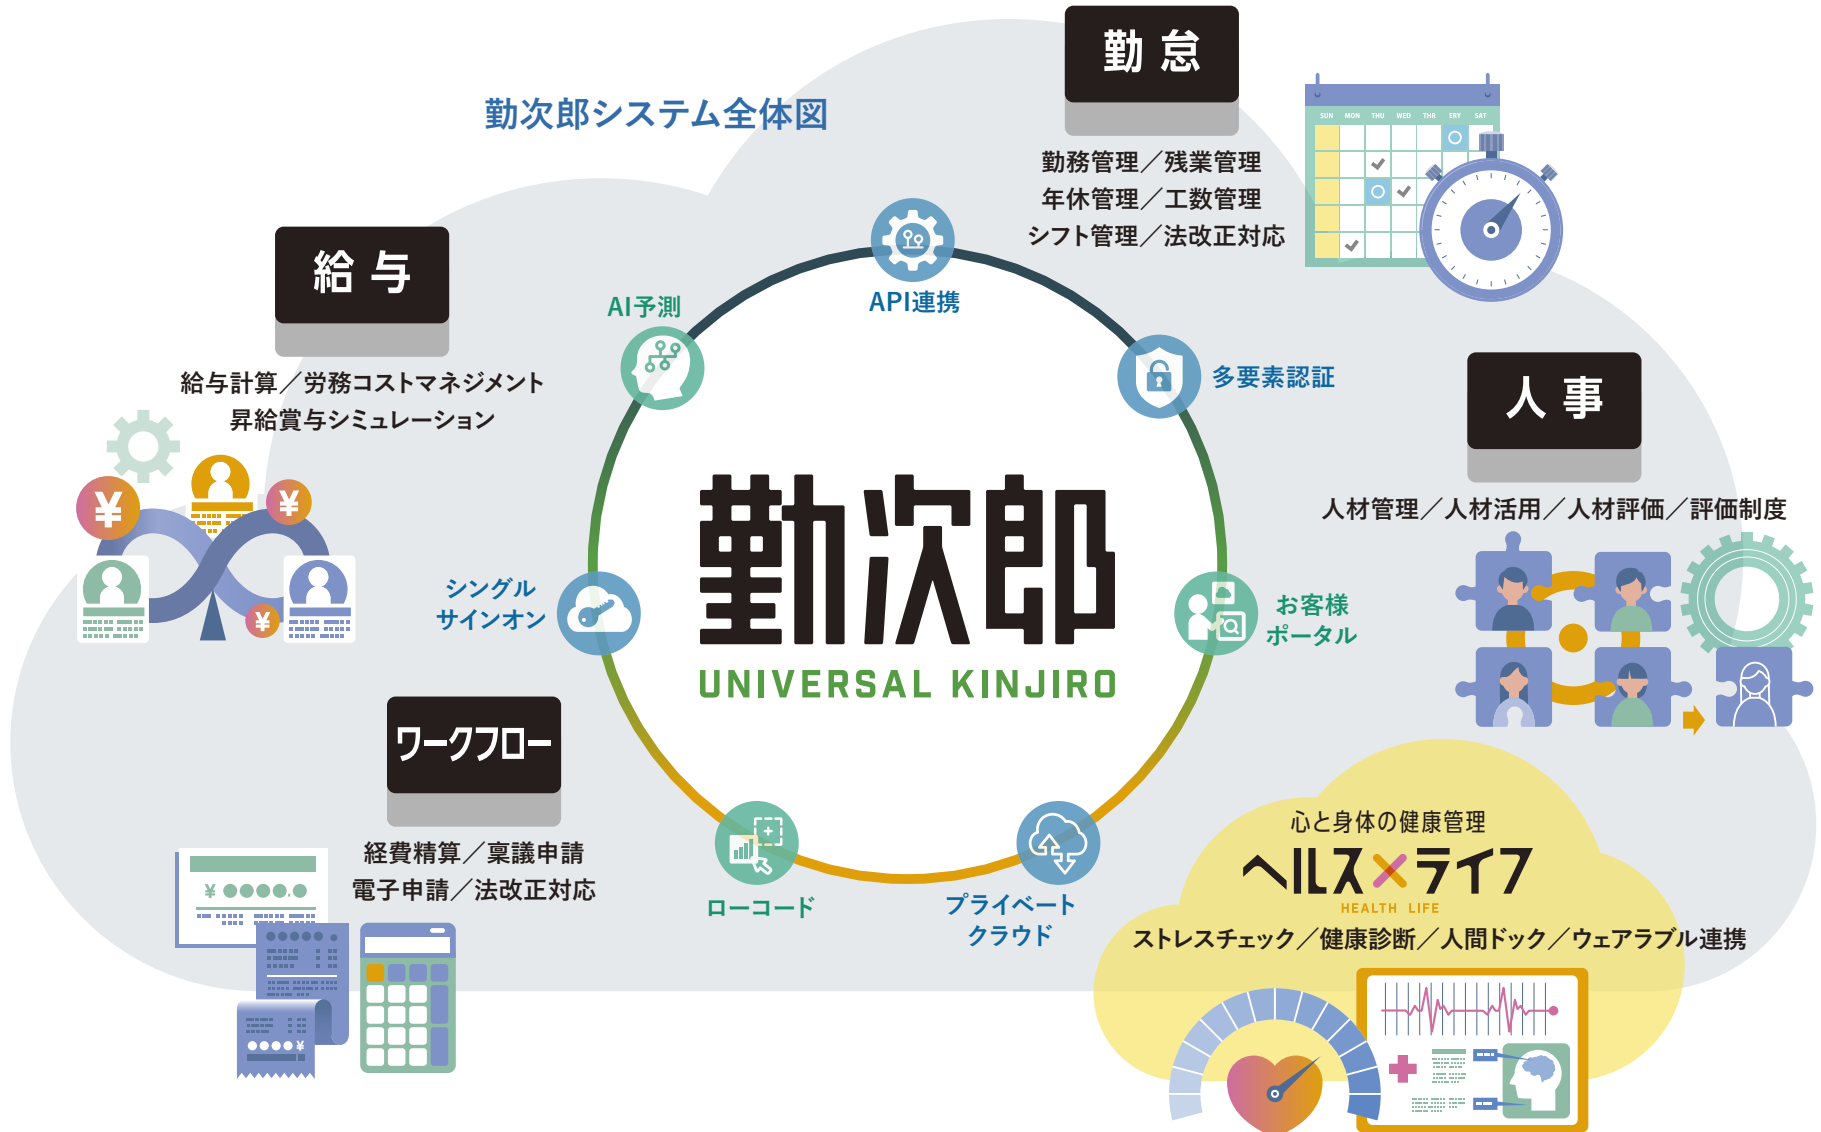 勤次郎システム全体図
勤怠
勤務管理／残業管理
年休管理／工数管理
シフト管理／法改正対応
SUN MON THU WED THR ERY SAT
給与
給与計算／労務コストマネジメント
昇給賞与シミュレーション
¥
¥
¥
人事
人材管理／人材活用／人材評価／評価制度
AI予測
API連携
多要素認証
シングル
サインオン
お客様
ポータル
勤次郎
UNIVERSAL KINJIRO
ローコード
プライベート
クラウド
ワークフロー
経費精算／稟議申請
電子申請／法改正対応
¥
¥
心と身体の健康管理
ヘルス×ライフ
HEALTH LIFE
ストレスチェック／健康診断／人間ドック／ウェアラブル連携